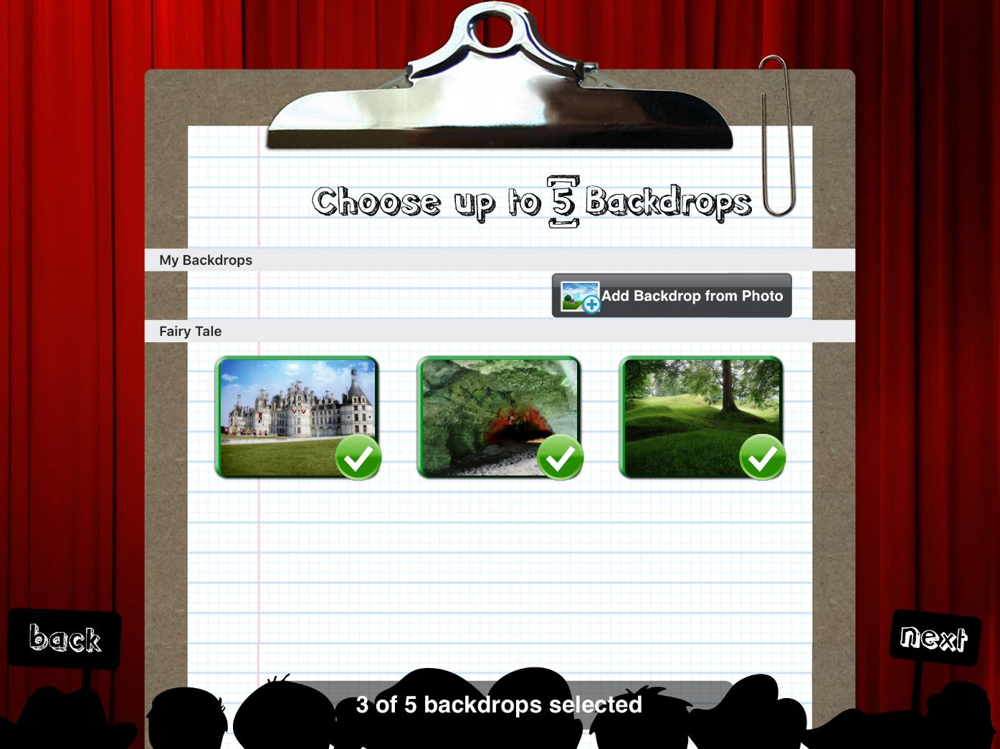 Choose up to 5 Backdrops
My Backdrops
Add Backdrop from Photo
Fairy Tale
back
next
3 of 5 backdrops selected